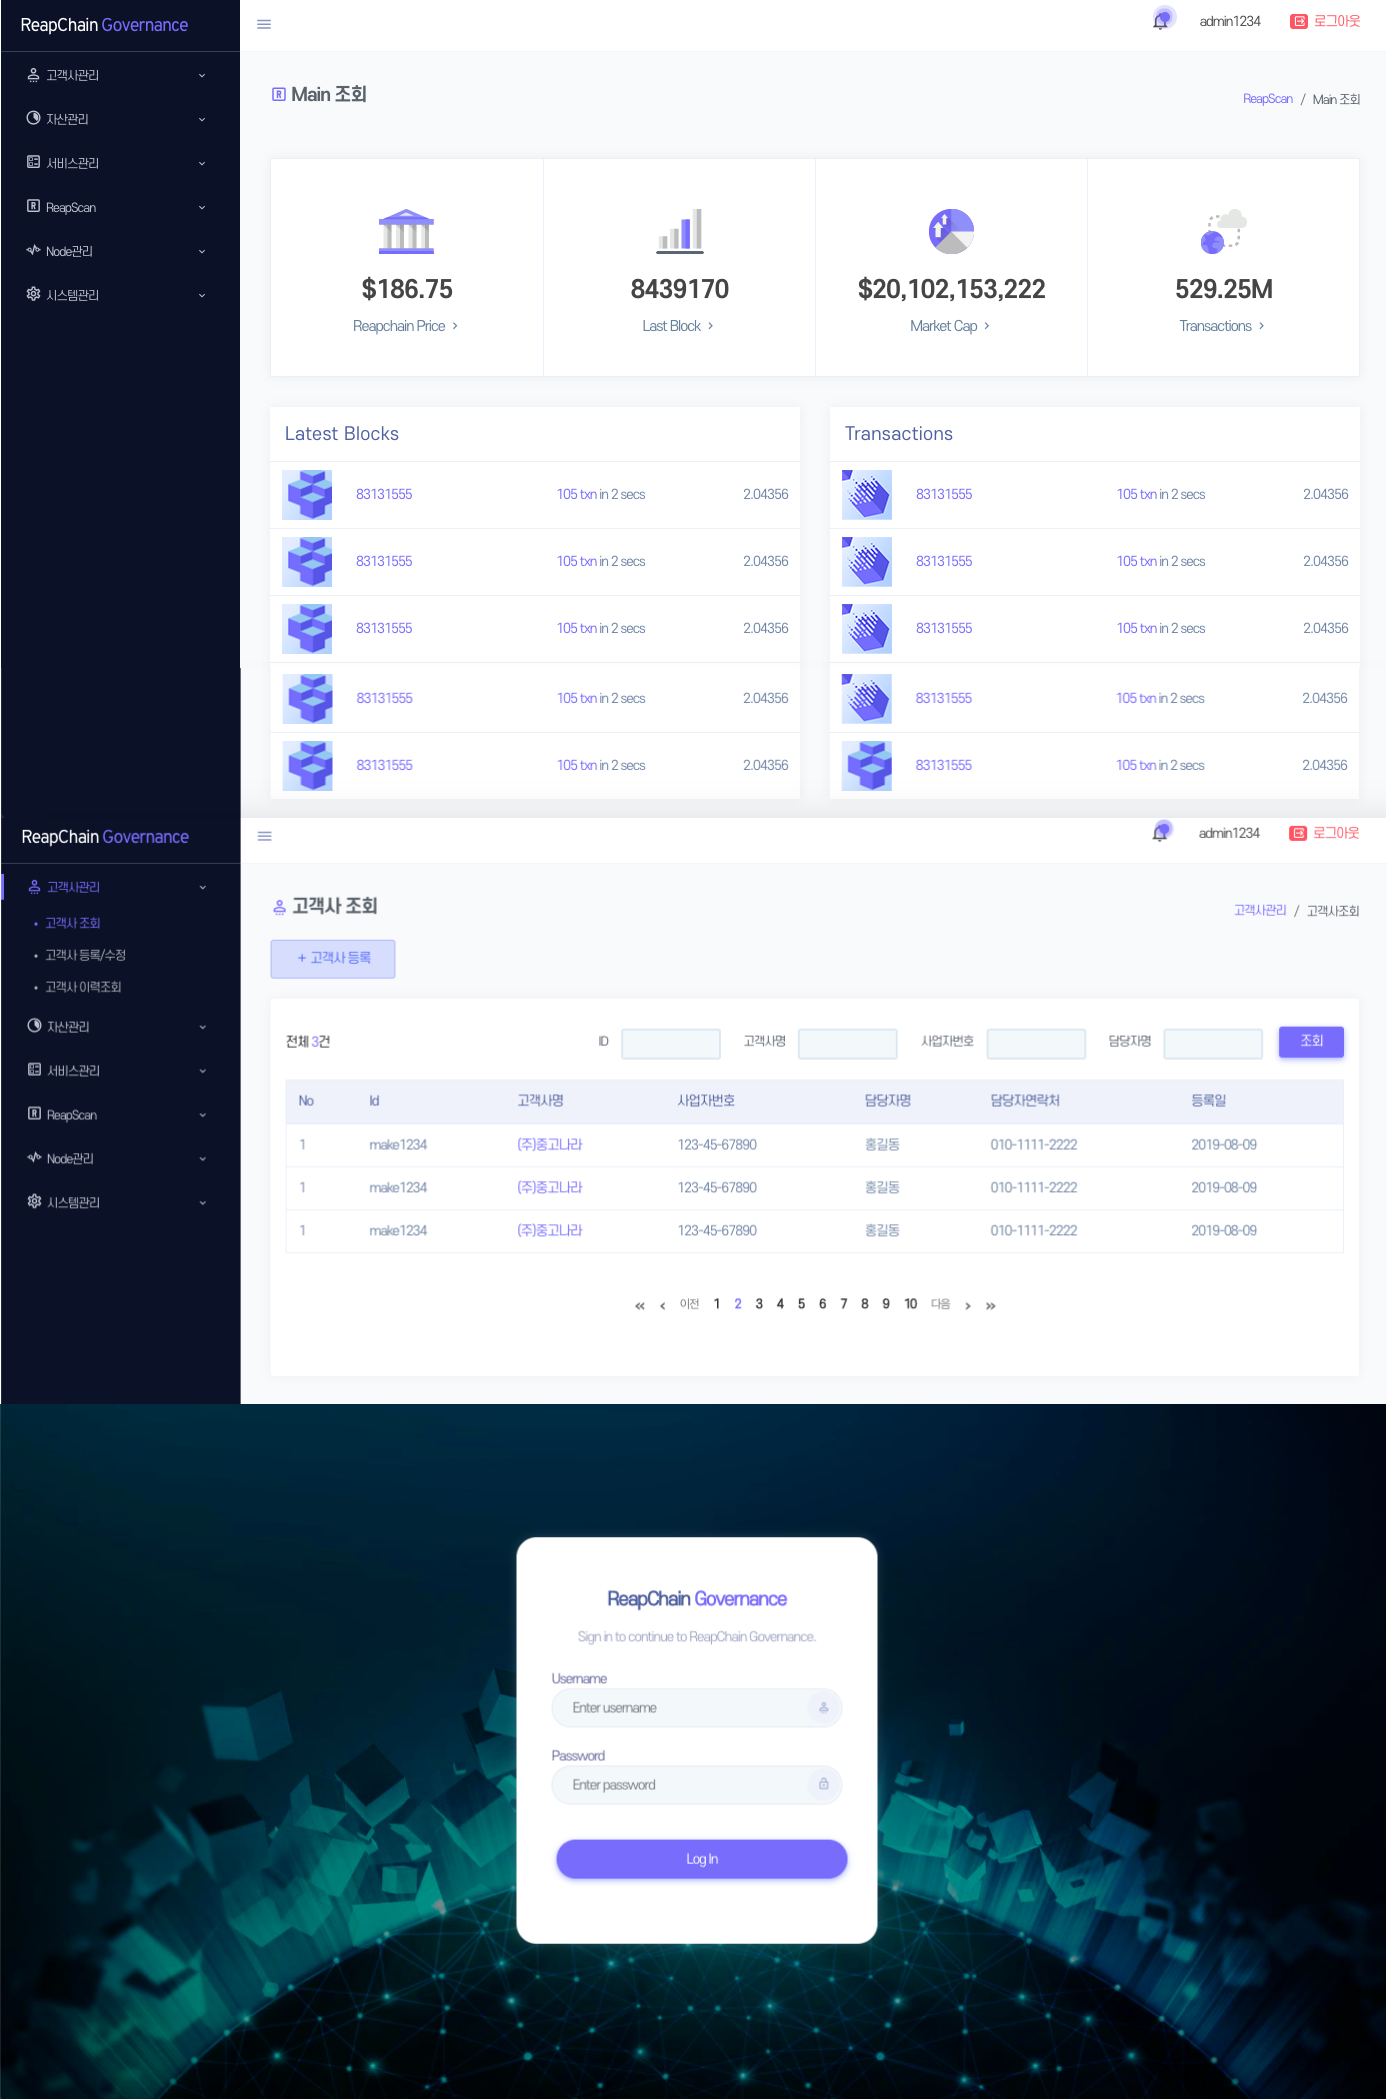 ReapChain Governance
admin1234
로그아웃
고객사관리
자산관리
서비스관리
ReapScan
Node관리
시스템관리
Main 조회
ReapScan / Main 조회
$186.75
Reapchain Price >
8439170
Last Block >
$20,102,153,222
Market Cap >
529.25M
Transactions >
Latest Blocks
83131555 105 txn in 2 secs 2.04356
83131555 105 txn in 2 secs 2.04356
83131555 105 txn in 2 secs 2.04356
83131555 105 txn in 2 secs 2.04356
83131555 105 txn in 2 secs 2.04356
Transactions
83131555 105 txn in 2 secs 2.04356
83131555 105 txn in 2 secs 2.04356
83131555 105 txn in 2 secs 2.04356
83131555 105 txn in 2 secs 2.04356
83131555 105 txn in 2 secs 2.04356
ReapChain Governance
admin1234
로그아웃
고객사관리
• 고객사 조회
• 고객사 등록/수정
• 고객사 이력조회
자산관리
서비스관리
ReapScan
Node관리
시스템관리
고객사 조회
고객사관리 / 고객사조회
+ 고객사 등록
전체 3건 ID 고객사명 사업자번호 담당자명 조회
No Id 고객사명 사업자번호 담당자명 담당자연락처 등록일
1 make1234 (주)중고나라 123-45-67890 홍길동 010-1111-2222 2019-08-09
1 make1234 (주)중고나라 123-45-67890 홍길동 010-1111-2222 2019-08-09
1 make1234 (주)중고나라 123-45-67890 홍길동 010-1111-2222 2019-08-09
« ‹ 이전 1 2 3 4 5 6 7 8 9 10 다음 › »
ReapChain Governance
Sign in to continue to ReapChain Governance.
Username
Enter username
Password
Enter password
Log In